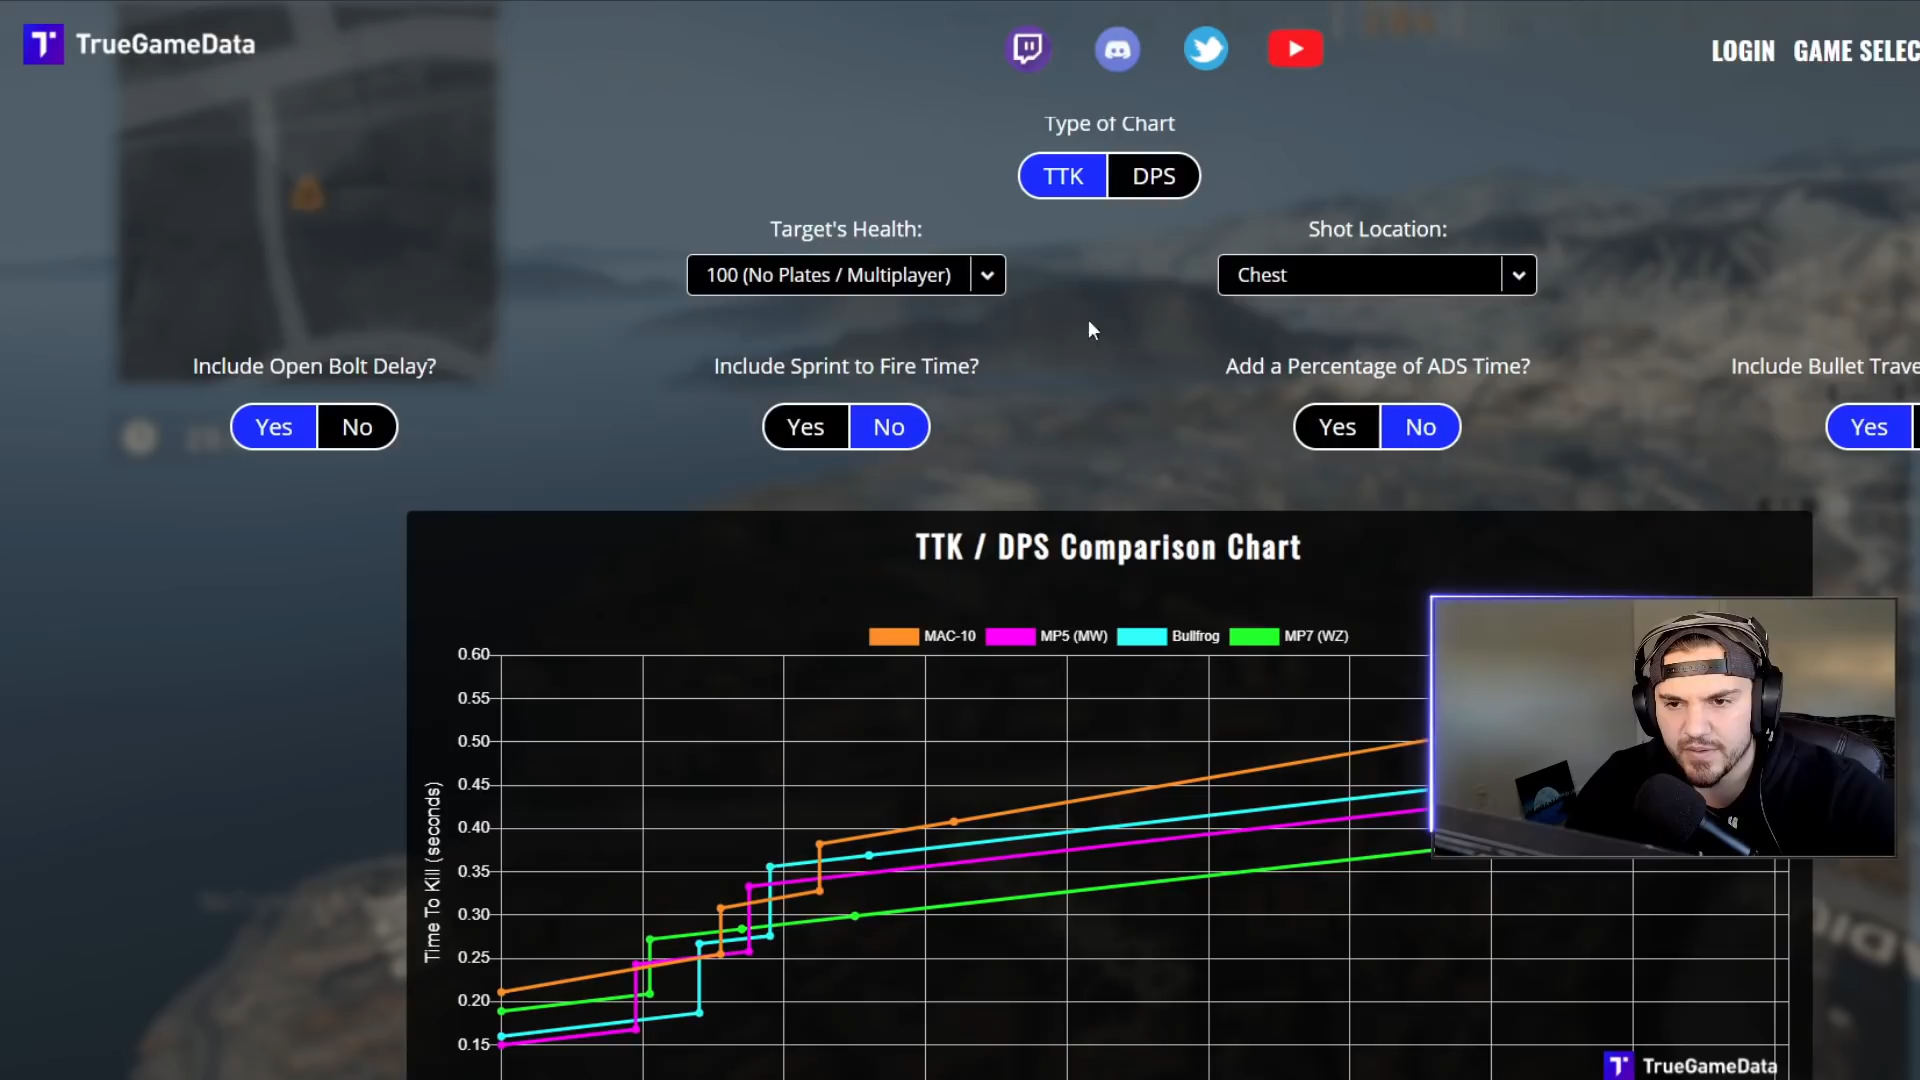 TrueGameData
LOGIN GAME SELEC
Type of Chart
TTK DPS
Target's Health: Shot Location:
100 (No Plates / Multiplayer) Chest
Include Open Bolt Delay? Include Sprint to Fire Time? Add a Percentage of ADS Time? Include Bullet Trave
Yes No Yes No Yes No Yes
TTK / DPS Comparison Chart
MAC-10 MP5 (MW) Bullfrog MP7 (WZ)
Time To Kill (seconds)
0.60
0.55
0.50
0.45
0.40
0.35
0.30
0.25
0.20
0.15
TrueGameData